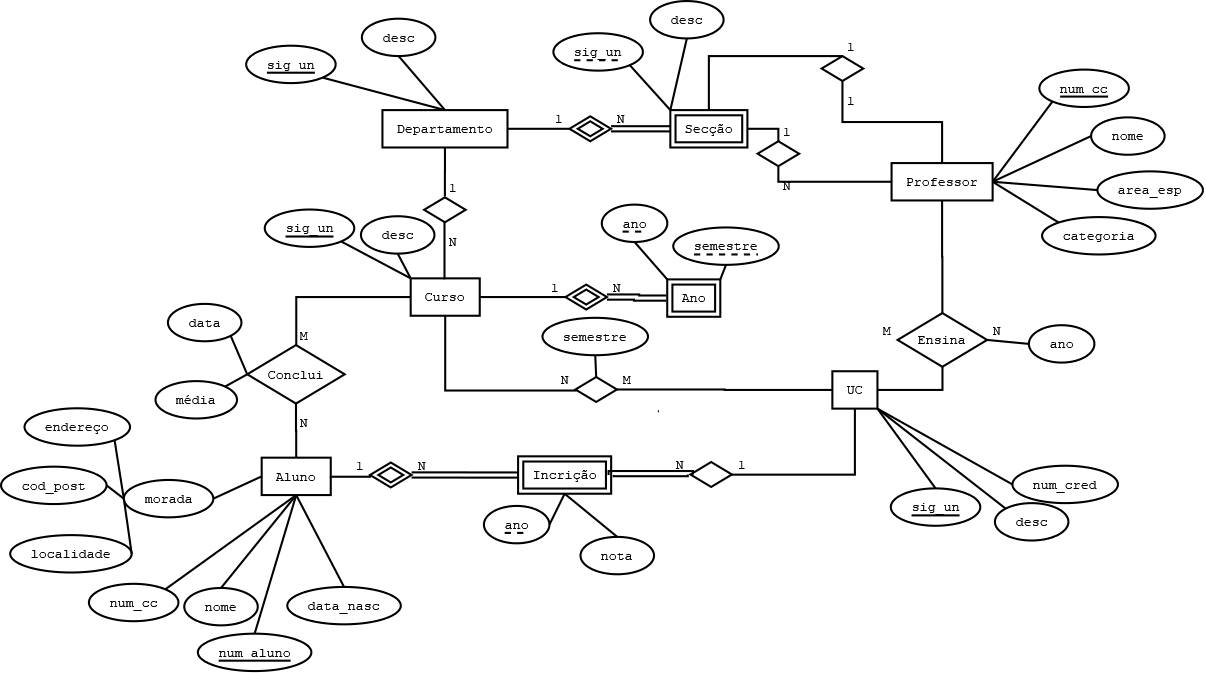 desc
sig_un
desc
sig_un
Departamento
1
N
Secção
1
1
1
N
Professor
num_cc
nome
area_esp
categoria
1
N
sig_un
desc
Curso
1
N
ano
semestre
Ano
data
média
M
Conclui
N
semestre
N
M
M
Ensina
N
ano
UC
endereço
cod_post
localidade
morada
Aluno
1
N
Incrição
N
1
ano
nota
sig_un
num_cred
desc
num_cc
nome
data_nasc
num_aluno